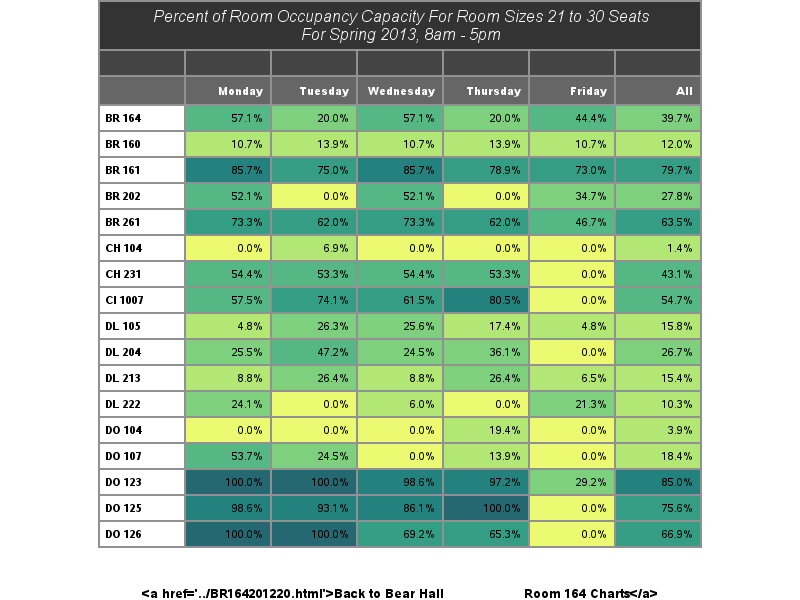 Percent of Room Occupancy Capacity For Room Sizes 21 to 30 Seats
For Spring 2013, 8am - 5pm
Monday Tuesday Wednesday Thursday Friday All
BR 164 57.1% 20.0% 57.1% 20.0% 44.4% 39.7%
BR 160 10.7% 13.9% 10.7% 13.9% 10.7% 12.0%
BR 161 85.7% 75.0% 85.7% 78.9% 73.0% 79.7%
BR 202 52.1% 0.0% 52.1% 0.0% 34.7% 27.8%
BR 261 73.3% 62.0% 73.3% 62.0% 46.7% 63.5%
CH 104 0.0% 6.9% 0.0% 0.0% 0.0% 1.4%
CH 231 54.4% 53.3% 54.4% 53.3% 0.0% 43.1%
CI 1007 57.5% 74.1% 61.5% 80.5% 0.0% 54.7%
DL 105 4.8% 26.3% 25.6% 17.4% 4.8% 15.8%
DL 204 25.5% 47.2% 24.5% 36.1% 0.0% 26.7%
DL 213 8.8% 26.4% 8.8% 26.4% 6.5% 15.4%
DL 222 24.1% 0.0% 6.0% 0.0% 21.3% 10.3%
DO 104 0.0% 0.0% 0.0% 19.4% 0.0% 3.9%
DO 107 53.7% 24.5% 0.0% 13.9% 0.0% 18.4%
DO 123 100.0% 100.0% 98.6% 97.2% 29.2% 85.0%
DO 125 98.6% 93.1% 86.1% 100.0% 0.0% 75.6%
DO 126 100.0% 100.0% 69.2% 65.3% 0.0% 66.9%
<a href='../BR164201220.html'>Back to Bear Hall Room 164 Charts</a>